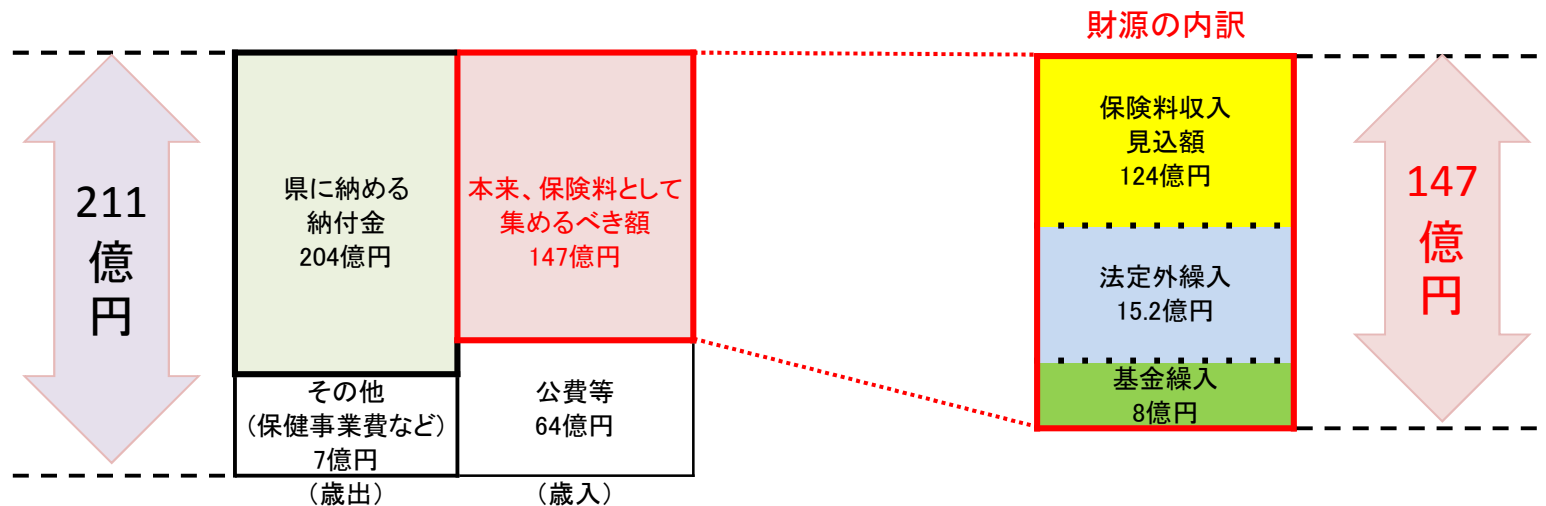 財源の内訳
211
億
円
県に納める
納付金
204億円
その他
(保健事業費など)
7億円
(歳出)
本来、保険料として
集めるべき額
147億円
公費等
64億円
(歳入)
保険料収入
見込額
124億円
法定外繰入
15.2億円
基金繰入
8億円
147
億
円